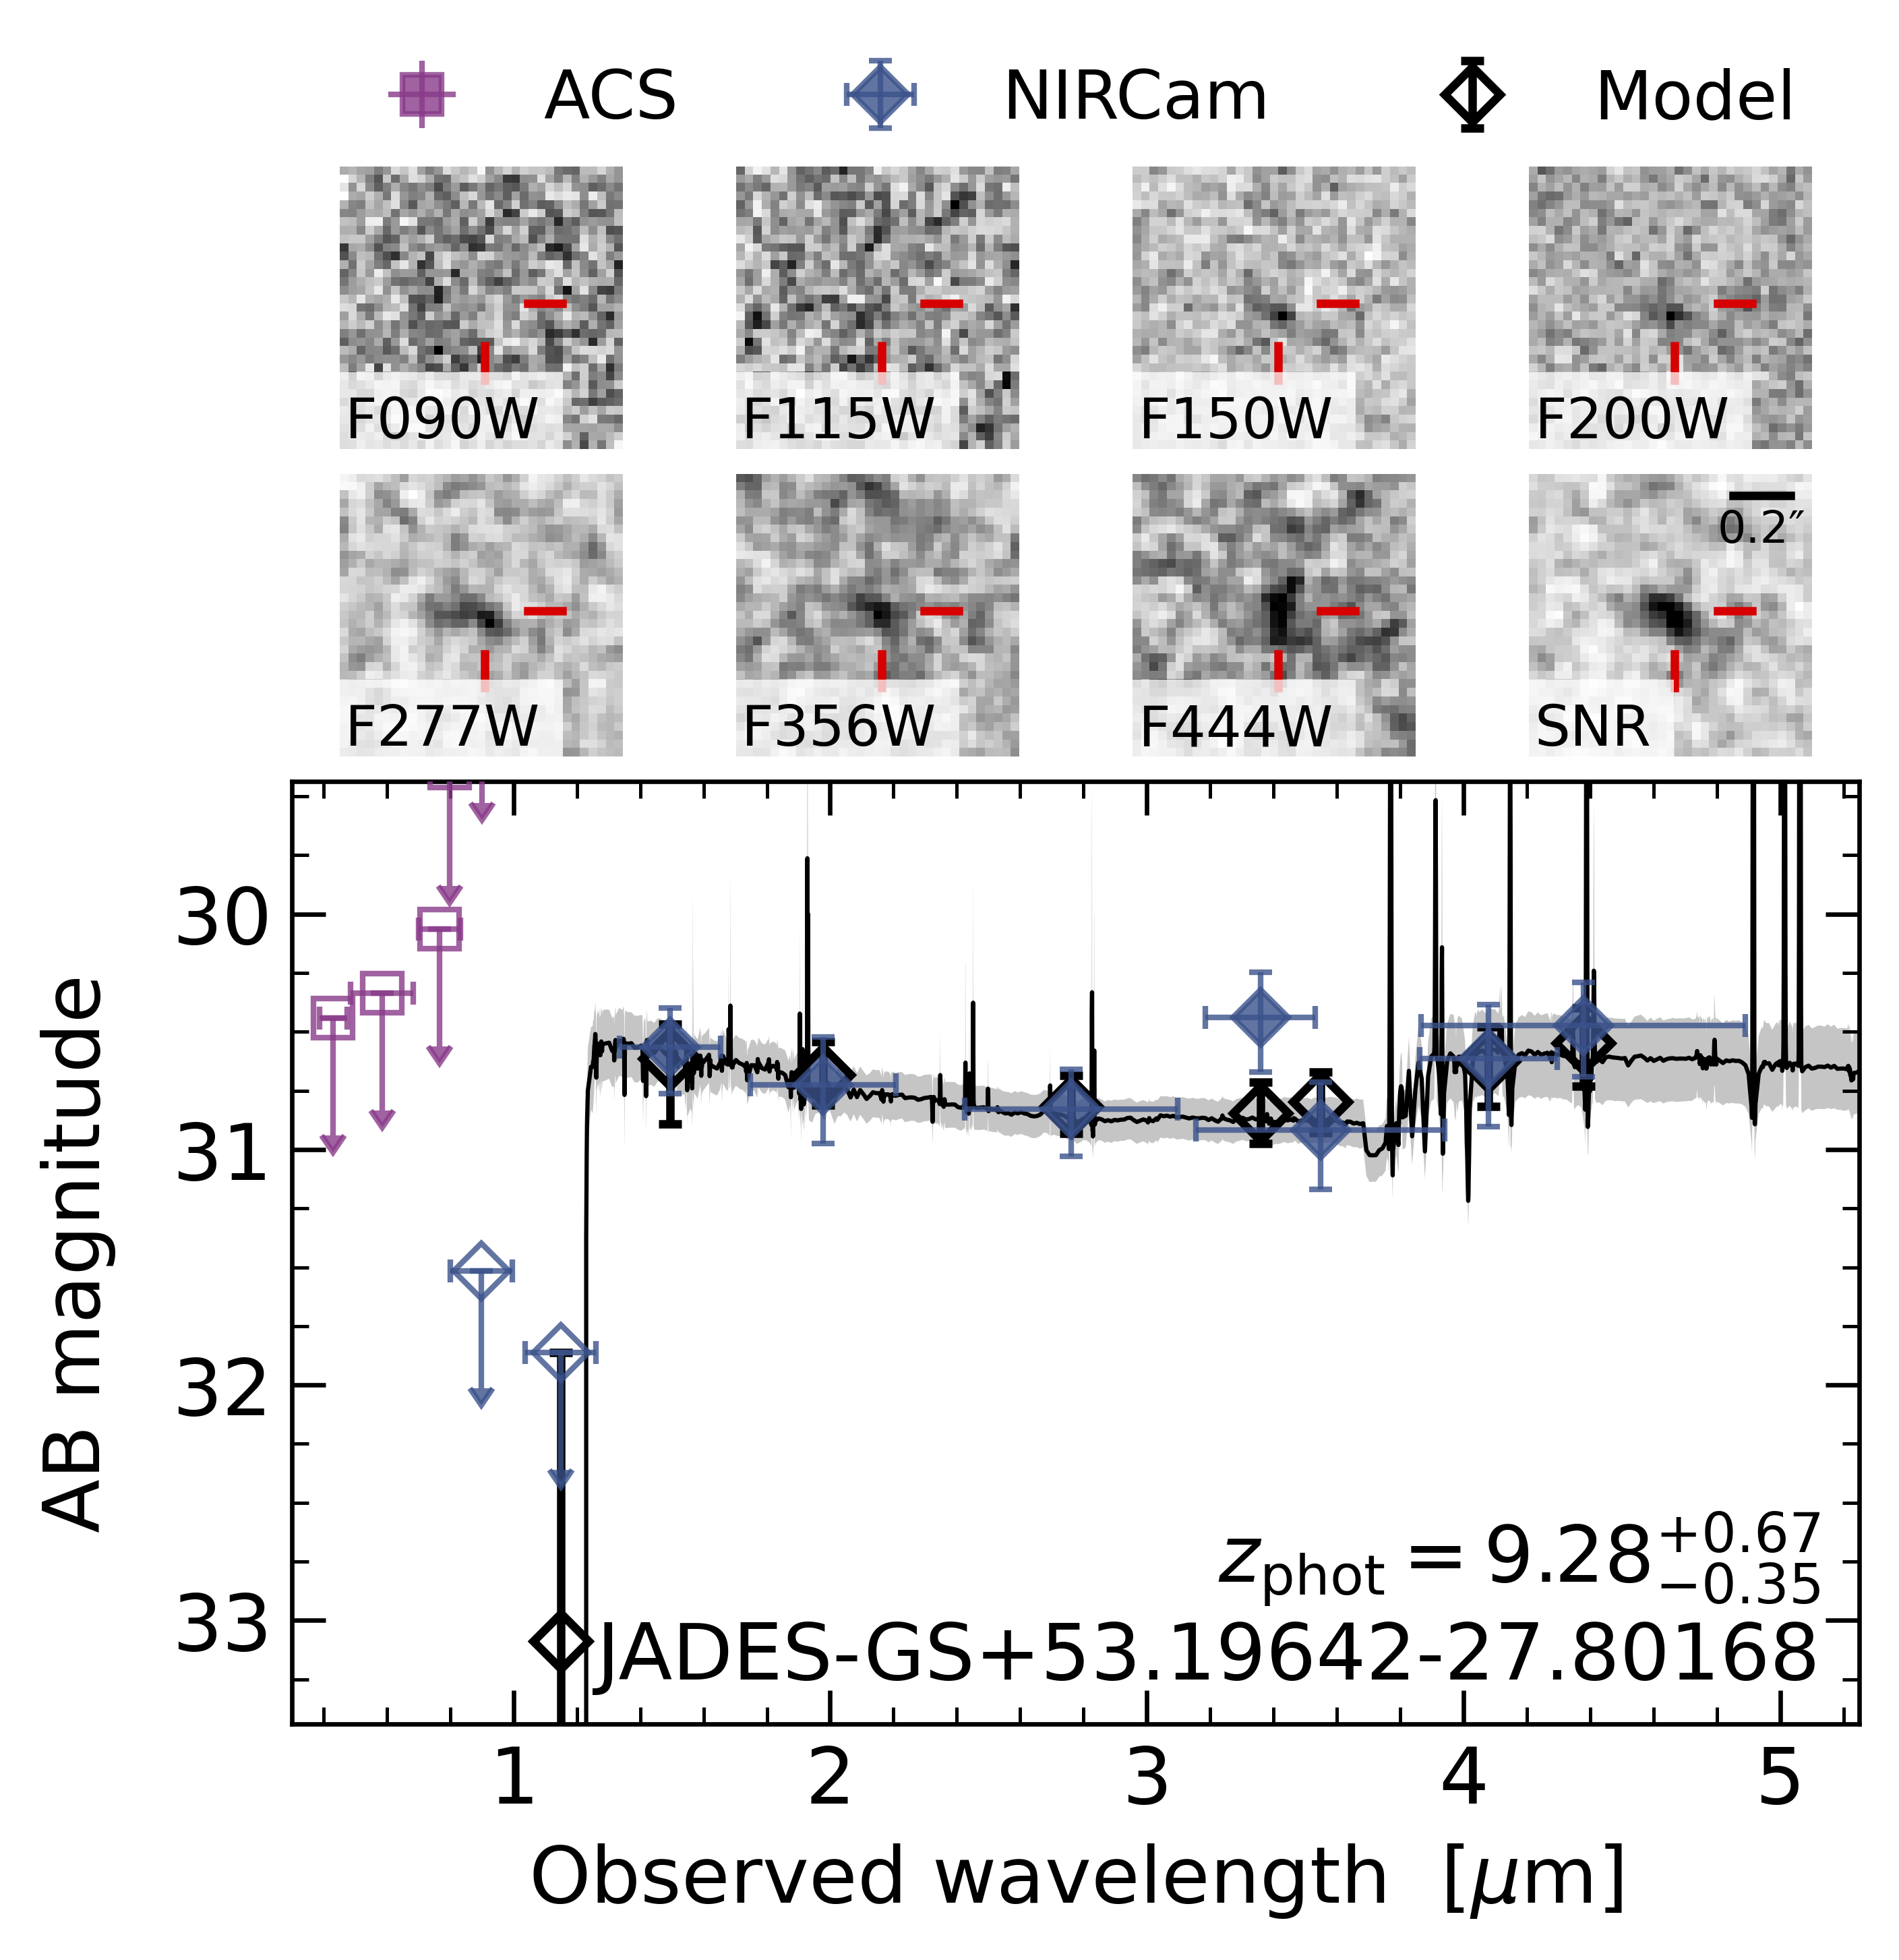 ACS NIRCam Model
F090W F115W F150W F200W
0.2″
F277W F356W F444W SNR
30
31
32
33
AB magnitude
z_phot = 9.28 +0.67 −0.35
JADES-GS+53.19642-27.80168
1 2 3 4 5
Observed wavelength [μm]